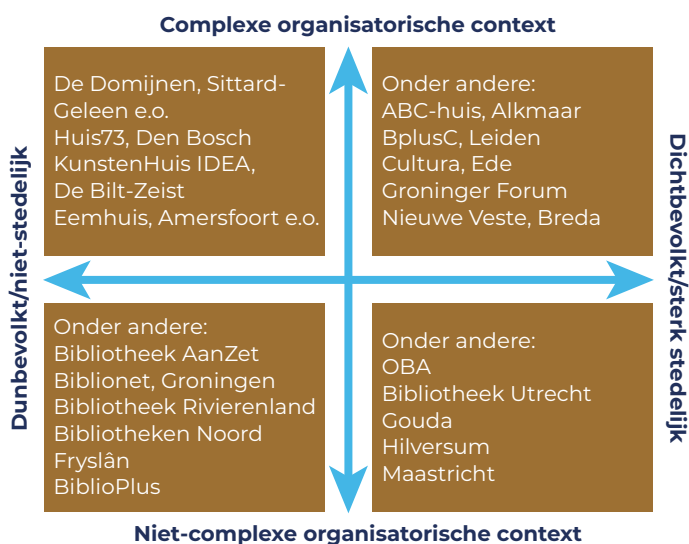 Complexe organisatorische context
Dunbevolkt/niet-stedelijk
De Domijnen, Sittard-
Geleen e.o.
Huis73, Den Bosch
KunstenHuis IDEA,
De Bilt-Zeist
Eemhuis, Amersfoort e.o.
Onder andere:
ABC-huis, Alkmaar
BplusC, Leiden
Cultura, Ede
Groninger Forum
Nieuwe Veste, Breda
Dichtbevolkt/sterk stedelijk
Onder andere:
Bibliotheek AanZet
Biblionet, Groningen
Bibliotheek Rivierenland
Bibliotheken Noord
Fryslân
BiblioPlus
Onder andere:
OBA
Bibliotheek Utrecht
Gouda
Hilversum
Maastricht
Niet-complexe organisatorische context